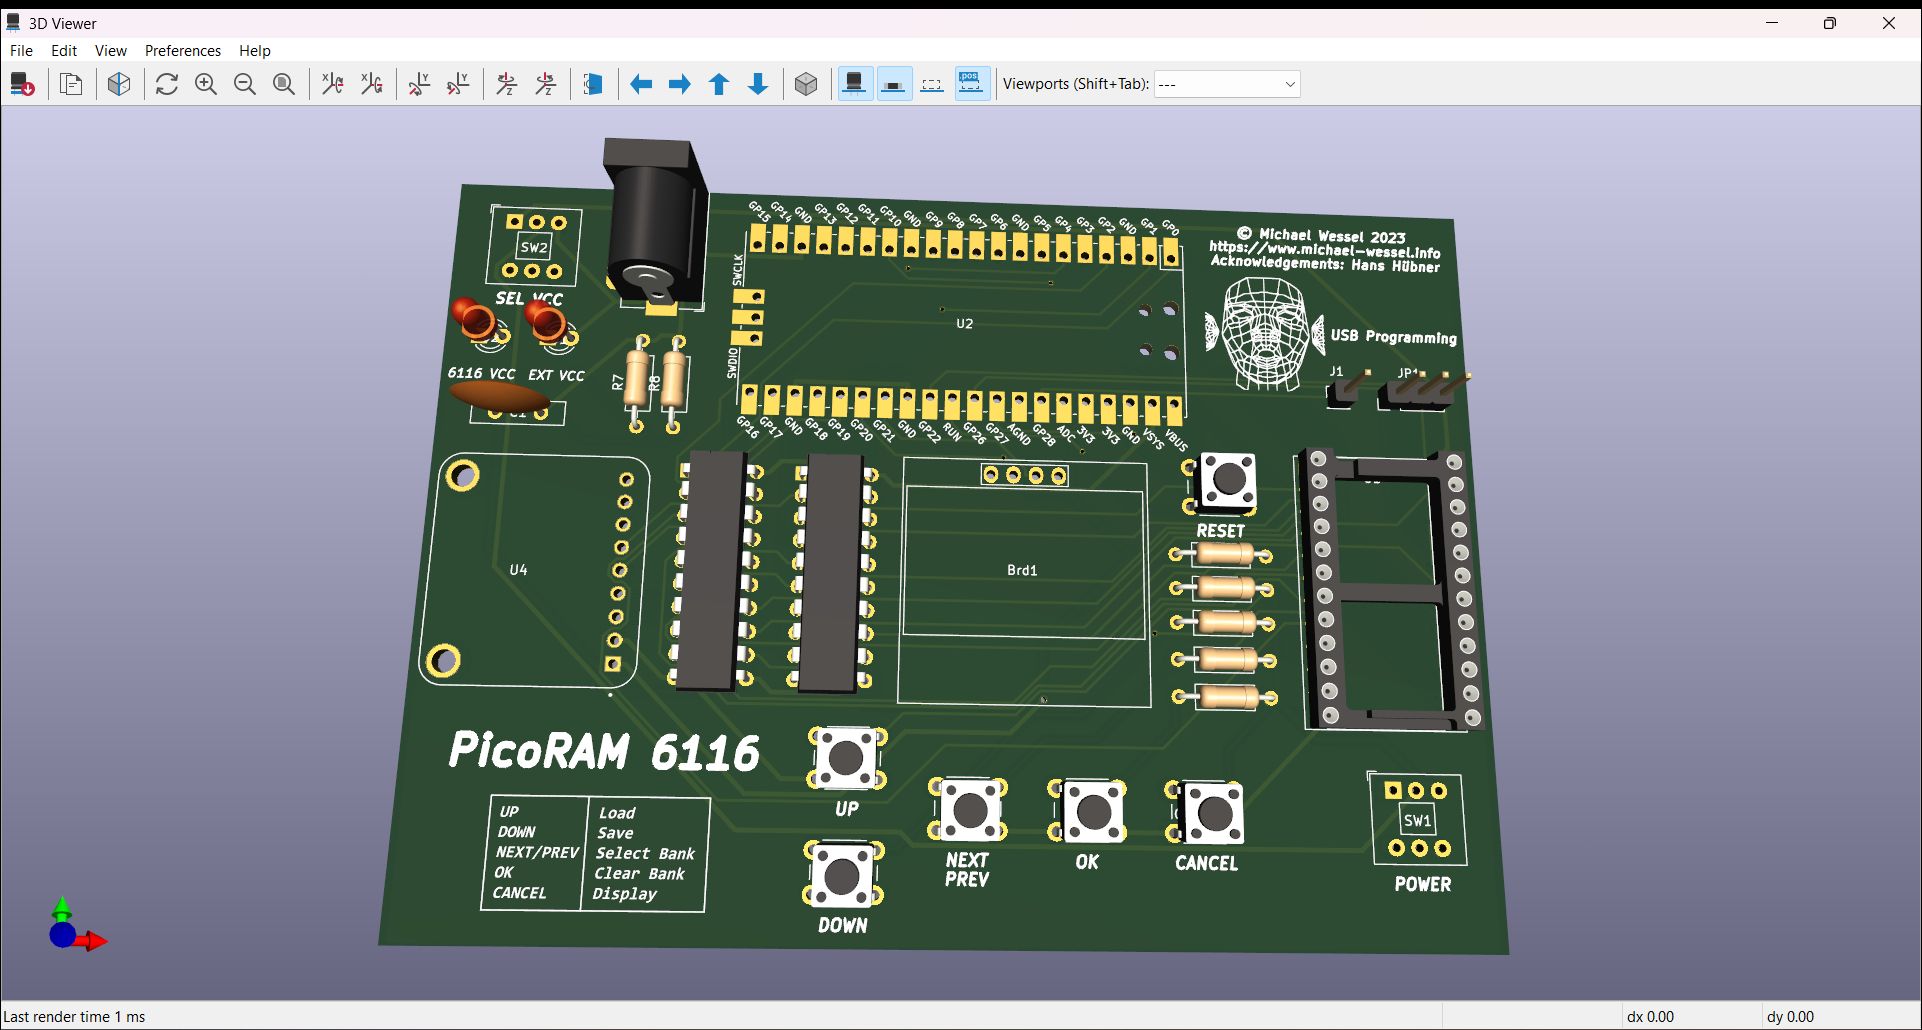 3D Viewer
File Edit View Preferences Help
Viewports (Shift+Tab): ---
GP15 GP14 GND GP13 GP12 GP11 GP10 GND GP9 GP8 GP7 GP6 GND GP5 GP4 GP3 GP2 GND GP1 GP0
© Michael Wessel 2023
https://www.michael-wessel.info
Acknowledgements: Hans Hübner
SW2
SEL VCC
SWCLK
U2
SWDIO
USB Programming
J1 JP1
6116 VCC EXT VCC
R7 R8
C1
GP16 GP17 GND GP18 GP19 GP20 GP21 GND GP22 RUN GP26 GP27 AGND GP28 ADC 3V3 3V3 GND VSYS VBUS
RESET
U4
Brd1
PicoRAM 6116
UP
DOWN
NEXT
PREV
OK
CANCEL
SW1
POWER
UP Load
DOWN Save
NEXT/PREV Select Bank
OK Clear Bank
CANCEL Display
Last render time 1 ms
dx 0.00
dy 0.00